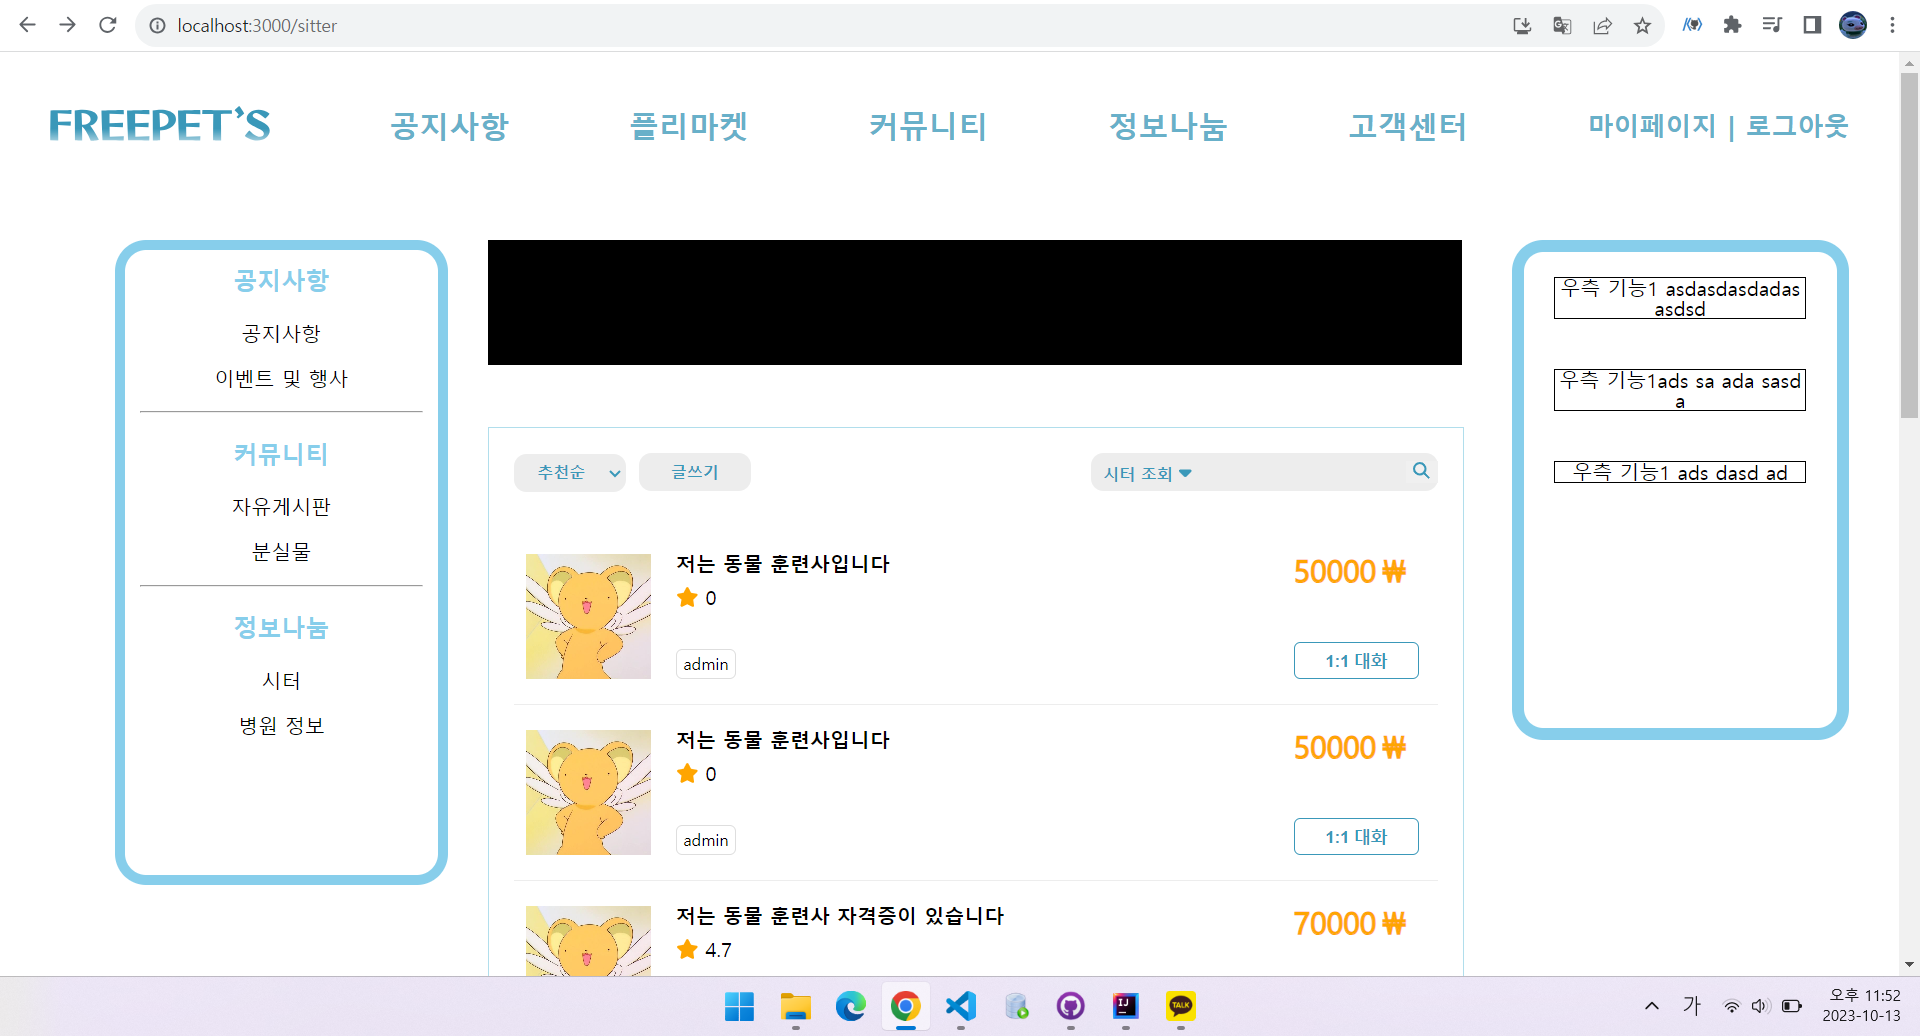 localhost:3000/sitter
FREEPET'S 공지사항 플리마켓 커뮤니티 정보나눔 고객센터 마이페이지 | 로그아웃
공지사항
공지사항
이벤트 및 행사
커뮤니티
자유게시판
분실물
정보나눔
시터
병원 정보
추천순 글쓰기 시터 조회
저는 동물 훈련사입니다
50000 ₩
0
admin
1:1 대화
저는 동물 훈련사입니다
50000 ₩
0
admin
1:1 대화
저는 동물 훈련사 자격증이 있습니다
70000 ₩
4.7
우측 기능1 asdasdasdadas
asdsd
우측 기능1ads sa ada sasd
a
우측 기능1 ads dasd ad
IJ
TALK
가
오후 11:52
2023-10-13